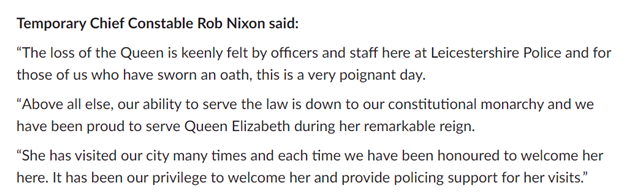 Temporary Chief Constable Rob Nixon said:
“The loss of the Queen is keenly felt by officers and staff here at Leicestershire Police and for
those of us who have sworn an oath, this is a very poignant day.
“Above all else, our ability to serve the law is down to our constitutional monarchy and we
have been proud to serve Queen Elizabeth during her remarkable reign.
“She has visited our city many times and each time we have been honoured to welcome her
here. It has been our privilege to welcome her and provide policing support for her visits.”